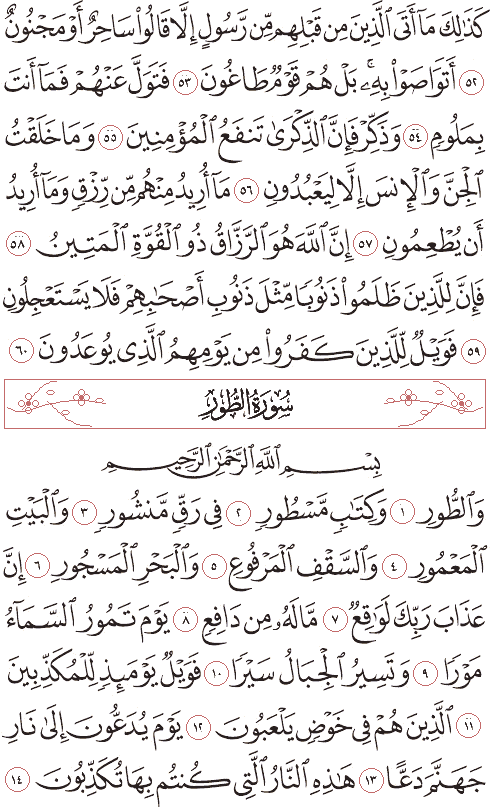 كَذَٰلِكَ مَآ أَتَى ٱلَّذِينَ مِن قَبۡلِهِم مِّن رَّسُولٍ إِلَّا قَالُواْ سَاحِرٌ أَوۡ مَجۡنُونٌ
٥٢ أَتَوَاصَوۡاْ بِهِۦۚ بَلۡ هُمۡ قَوۡمٞ طَاغُونَ ٥٣ فَتَوَلَّ عَنۡهُمۡ فَمَآ أَنتَ
بِمَلُومٖ ٥٤ وَذَكِّرۡ فَإِنَّ ٱلذِّكۡرَىٰ تَنفَعُ ٱلۡمُؤۡمِنِينَ ٥٥ وَمَا خَلَقۡتُ
ٱلۡجِنَّ وَٱلۡإِنسَ إِلَّا لِيَعۡبُدُونِ ٥٦ مَآ أُرِيدُ مِنۡهُم مِّن رِّزۡقٖ وَمَآ أُرِيدُ
أَن يُطۡعِمُونِ ٥٧ إِنَّ ٱللَّهَ هُوَ ٱلرَّزَّاقُ ذُو ٱلۡقُوَّةِ ٱلۡمَتِينُ ٥٨
فَإِنَّ لِلَّذِينَ ظَلَمُواْ ذَنُوبٗا مِّثۡلَ ذَنُوبِ أَصۡحَٰبِهِمۡ فَلَا يَسۡتَعۡجِلُونِ
٥٩ فَوَيۡلٞ لِّلَّذِينَ كَفَرُواْ مِن يَوۡمِهِمُ ٱلَّذِي يُوعَدُونَ ٦٠
سُورَةُ الطُّورِ
بِسۡمِ ٱللَّهِ ٱلرَّحۡمَٰنِ ٱلرَّحِيمِ
وَٱلطُّورِ ١ وَكِتَٰبٖ مَّسۡطُورٖ ٢ فِي رَقّٖ مَّنشُورٖ ٣ وَٱلۡبَيۡتِ
ٱلۡمَعۡمُورِ ٤ وَٱلسَّقۡفِ ٱلۡمَرۡفُوعِ ٥ وَٱلۡبَحۡرِ ٱلۡمَسۡجُورِ ٦ إِنَّ
عَذَابَ رَبِّكَ لَوَٰقِعٞ ٧ مَّا لَهُۥ مِن دَافِعٖ ٨ يَوۡمَ تَمُورُ ٱلسَّمَآءُ
مَوۡرٗا ٩ وَتَسِيرُ ٱلۡجِبَالُ سَيۡرٗا ١٠ فَوَيۡلٞ يَوۡمَئِذٖ لِّلۡمُكَذِّبِينَ
١١ ٱلَّذِينَ هُمۡ فِي خَوۡضٖ يَلۡعَبُونَ ١٢ يَوۡمَ يُدَعُّونَ إِلَىٰ نَارِ
جَهَنَّمَ دَعًّا ١٣ هَٰذِهِ ٱلنَّارُ ٱلَّتِي كُنتُم بِهَا تُكَذِّبُونَ ١٤